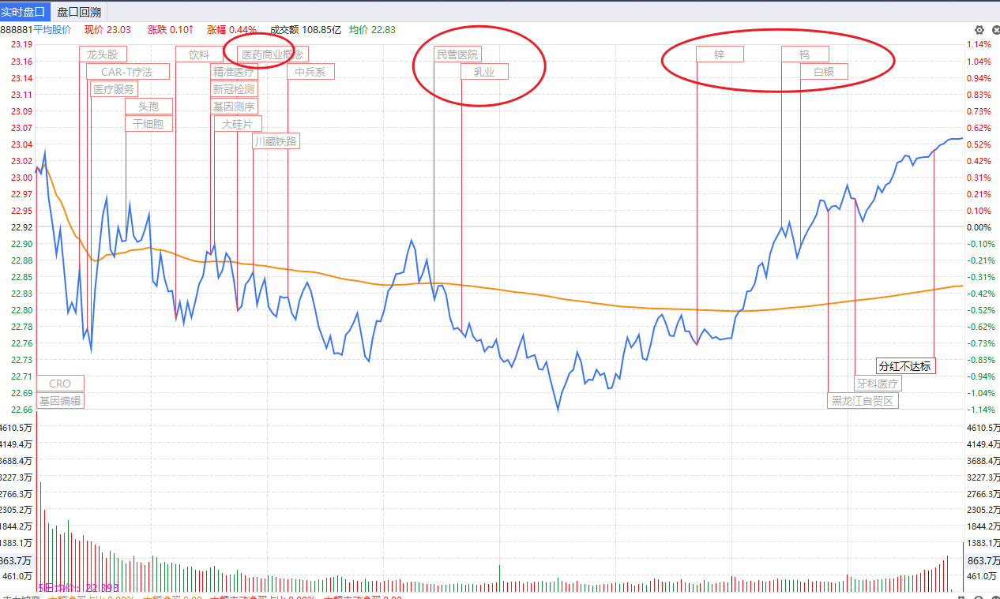 实时盘口 盘口回溯
888881平均股价 现价 23.03 涨跌 0.10↑ 涨幅 0.44% 成交额 108.85亿 均价 22.83
23.19 1.14%
龙头股 饮料 医药商业概念 民营医院 锌 钨
23.16 1.04%
CAR-T疗法 精准医疗 中兵系 乳业 白银
23.14 0.94%
医疗服务 新冠检测
23.11 0.83%
头孢 基因测序
23.09 0.73%
干细胞 大硅片
23.07 0.62%
川藏铁路
23.04 0.52%
23.02 0.42%
23.00 0.31%
22.97 0.21%
22.95 0.10%
22.92 0.00%
22.90 -0.10%
22.88 -0.21%
22.85 -0.31%
22.83 -0.42%
22.80 -0.52%
22.78 -0.62%
22.76 -0.73%
22.73 -0.83%
分红不达标
22.71 -0.94%
CRO 牙科医疗
22.69 -1.04%
基因编辑 黑龙江自贸区
22.66 -1.14%
4610.5万 4610.5万
4149.4万 4149.4万
3688.4万 3688.4万
3227.3万 3227.3万
2766.3万 2766.3万
2305.2万 2305.2万
1844.2万 1844.2万
1383.1万 1383.1万
863.7万 863.7万
461.0万 461.0万
5日均价: 22.393